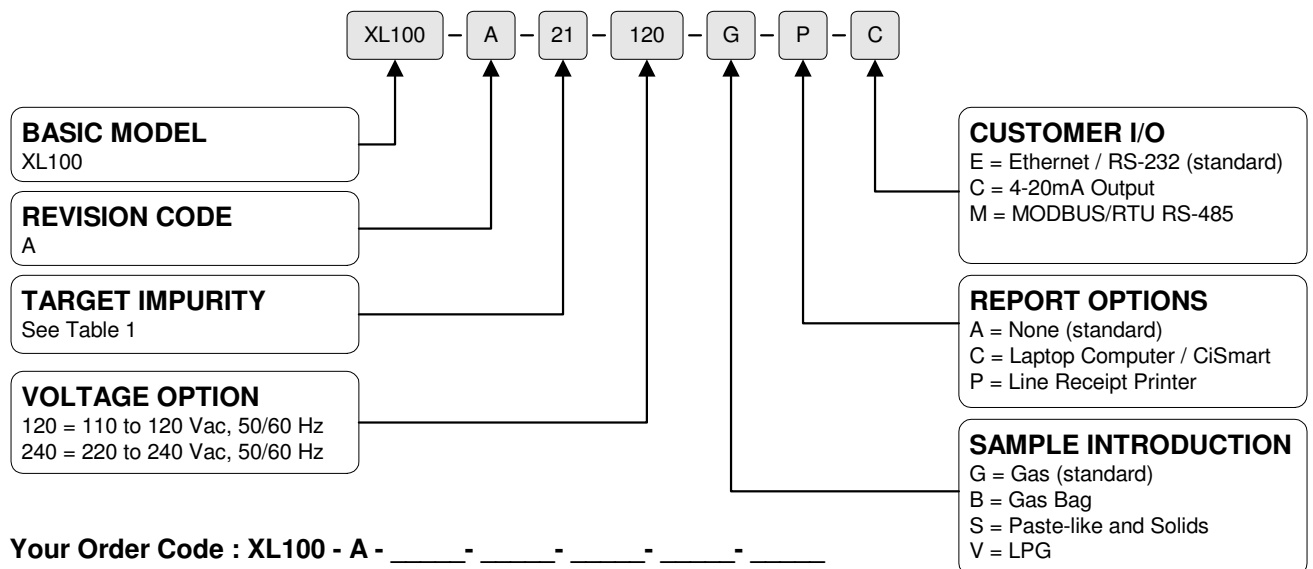 XL100 - A - 21 - 120 - G - P - C
BASIC MODEL
XL100
REVISION CODE
A
TARGET IMPURITY
See Table 1
VOLTAGE OPTION
120 = 110 to 120 Vac, 50/60 Hz
240 = 220 to 240 Vac, 50/60 Hz
CUSTOMER I/O
E = Ethernet / RS-232 (standard)
C = 4-20mA Output
M = MODBUS/RTU RS-485
REPORT OPTIONS
A = None (standard)
C = Laptop Computer / CiSmart
P = Line Receipt Printer
SAMPLE INTRODUCTION
G = Gas (standard)
B = Gas Bag
S = Paste-like and Solids
V = LPG
Your Order Code : XL100 - A - _____- _____- _____- _____- _____